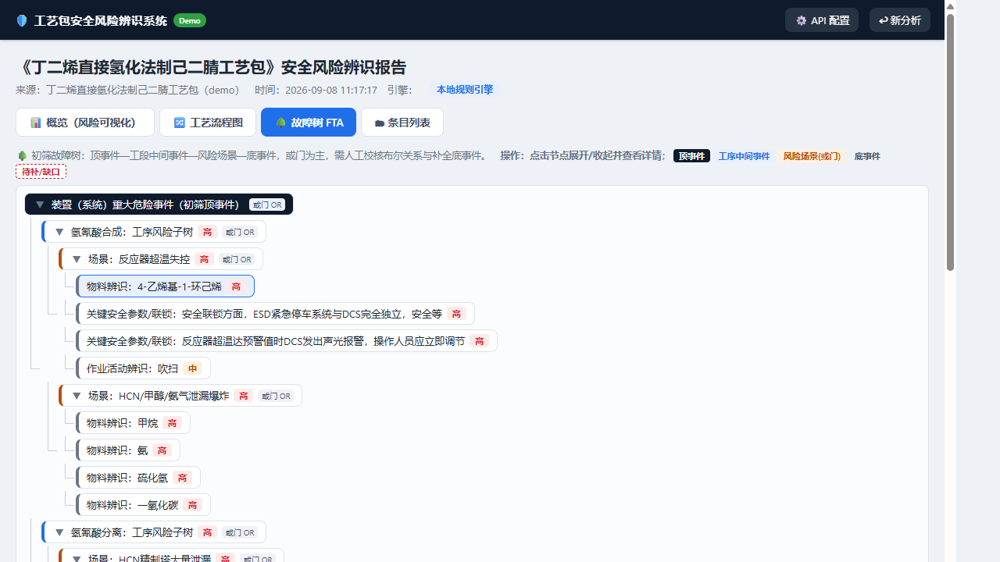 工艺包安全风险辨识系统 Demo API 配置 新分析
《丁二烯直接氢化法制己二腈工艺包》安全风险辨识报告
来源：丁二烯直接氢化法制己二腈工艺包（demo） 时间：2026-09-08 11:17:17 引擎： 本地规则引擎
概览（风险可视化） 工艺流程图 故障树 FTA 条目列表
初筛故障树：顶事件—工段中间事件—风险场景—底事件，或门为主，需人工校核布尔关系与补全底事件。 操作：点击节点展开/收起并查看详情； 顶事件 工序中间事件 风险场景(或门) 底事件
待补/缺口
▼ 装置（系统）重大危险事件（初筛顶事件） 或门 OR
▼ 氢氰酸合成：工序风险子树 高 或门 OR
▼ 场景：反应器超温失控 高 或门 OR
物料辨识：4-乙烯基-1-环己烯 高
关键安全参数/联锁：安全联锁方面，ESD紧急停车系统与DCS完全独立，安全等 高
关键安全参数/联锁：反应器超温达预警值时DCS发出声光报警，操作人员应立即调节 高
作业活动辨识：吹扫 中
▼ 场景：HCN/甲醇/氨气泄漏爆炸 高 或门 OR
物料辨识：甲烷 高
物料辨识：氨 高
物料辨识：硫化氢 高
物料辨识：一氧化碳 高
▼ 氢氰酸分离：工序风险子树 高 或门 OR
▼ 场景：HCN精制塔大量泄漏 高 或门 OR